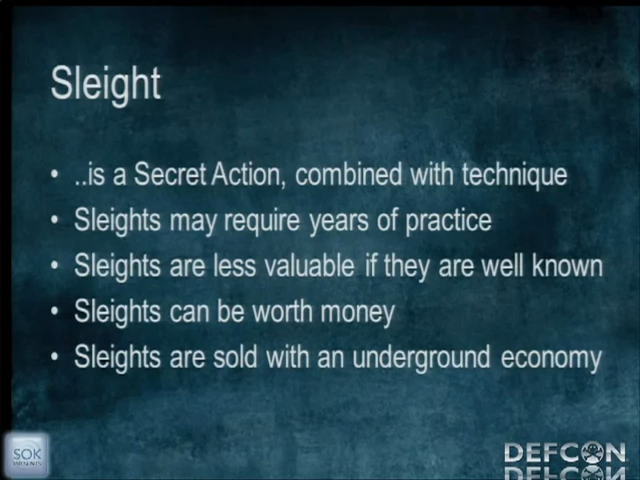 Sleight
• ..is a Secret Action, combined with technique
• Sleights may require years of practice
• Sleights are less valuable if they are well known
• Sleights can be worth money
• Sleights are sold with an underground economy
SOK
DEFCON